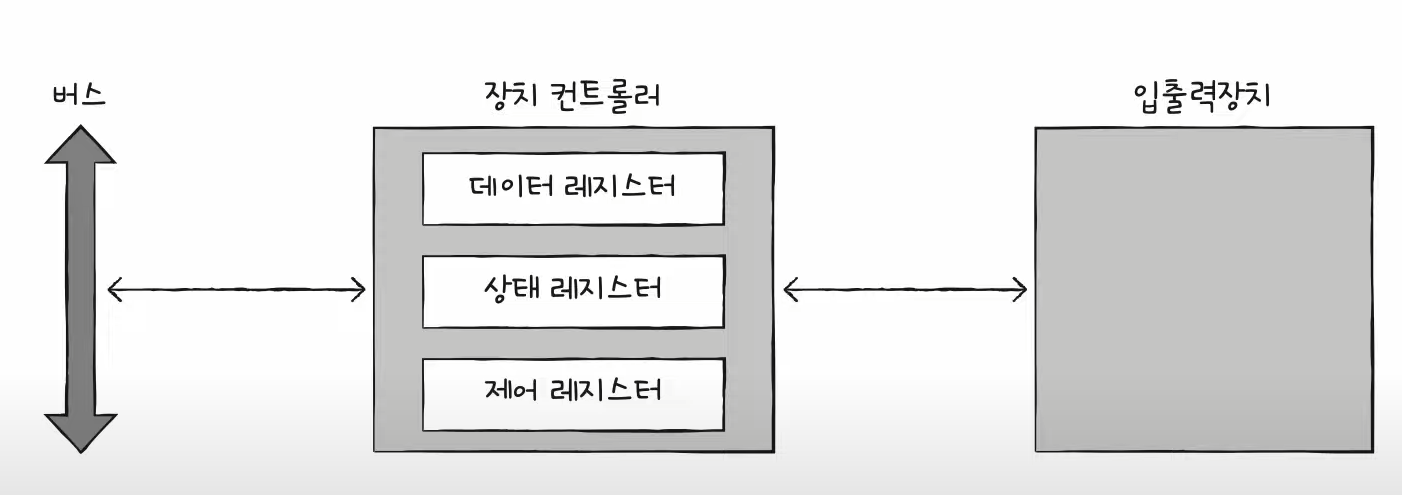 버스
장치 컨트롤러
입출력장치
데이터 레지스터
상태 레지스터
제어 레지스터